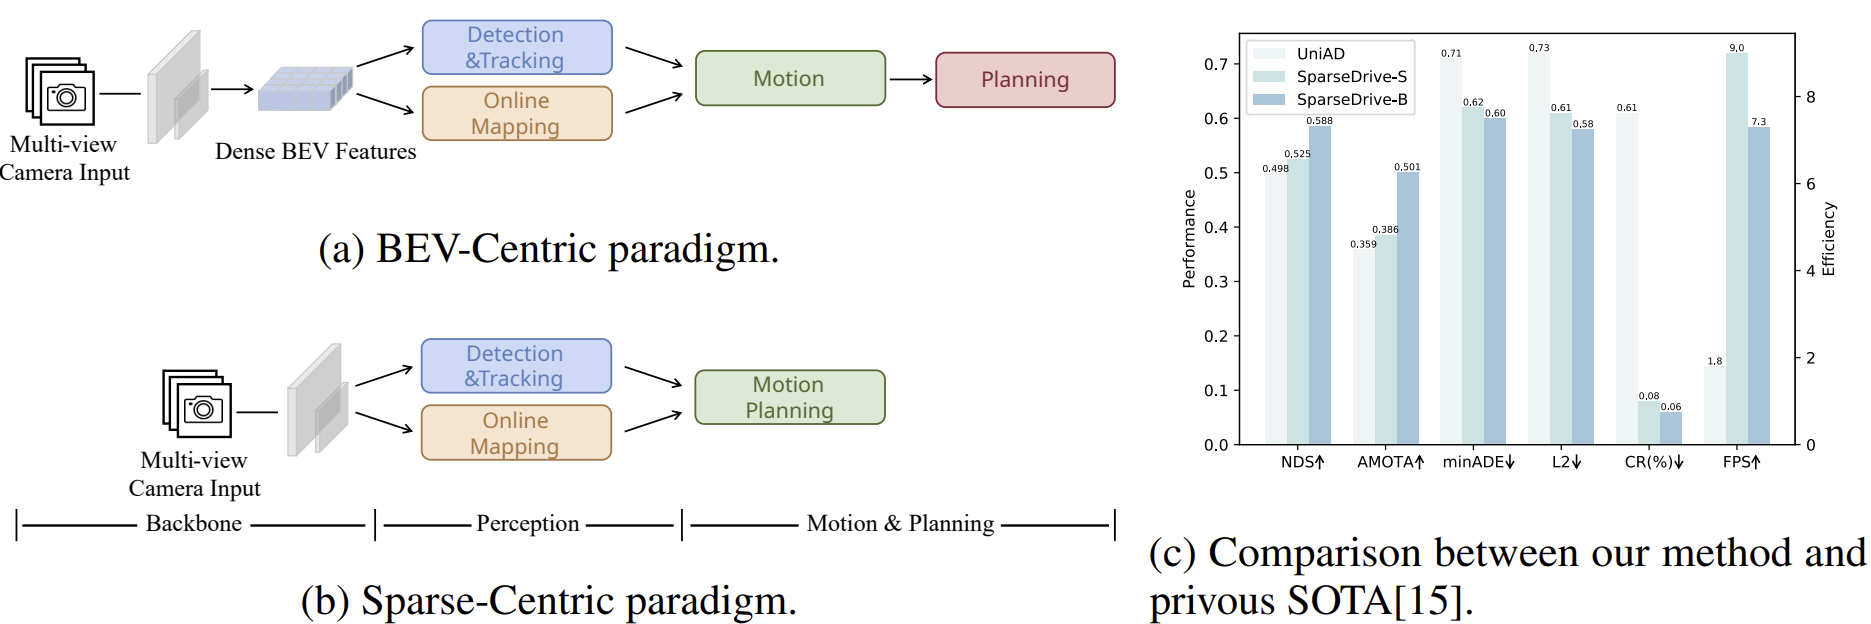 Multi-view
Camera Input
Dense BEV Features
Detection
&Tracking
Online
Mapping
Motion
Planning
(a) BEV-Centric paradigm.
Multi-view
Camera Input
Detection
&Tracking
Online
Mapping
Motion
Planning
Backbone
Perception
Motion & Planning
(b) Sparse-Centric paradigm.
UniAD
SparseDrive-S
SparseDrive-B
Performance
0.7
0.6
0.5
0.4
0.3
0.2
0.1
0.0
0.498
0.525
0.588
0.359
0.386
0.501
0.71
0.62
0.60
0.73
0.61
0.58
0.61
0.08
0.06
1.8
9.0
7.3
8
6
4
2
0
Efficiency
NDS↑
AMOTA↑
minADE↓
L2↓
CR(%)↓
FPS↑
(c) Comparison between our method and
privous SOTA[15].